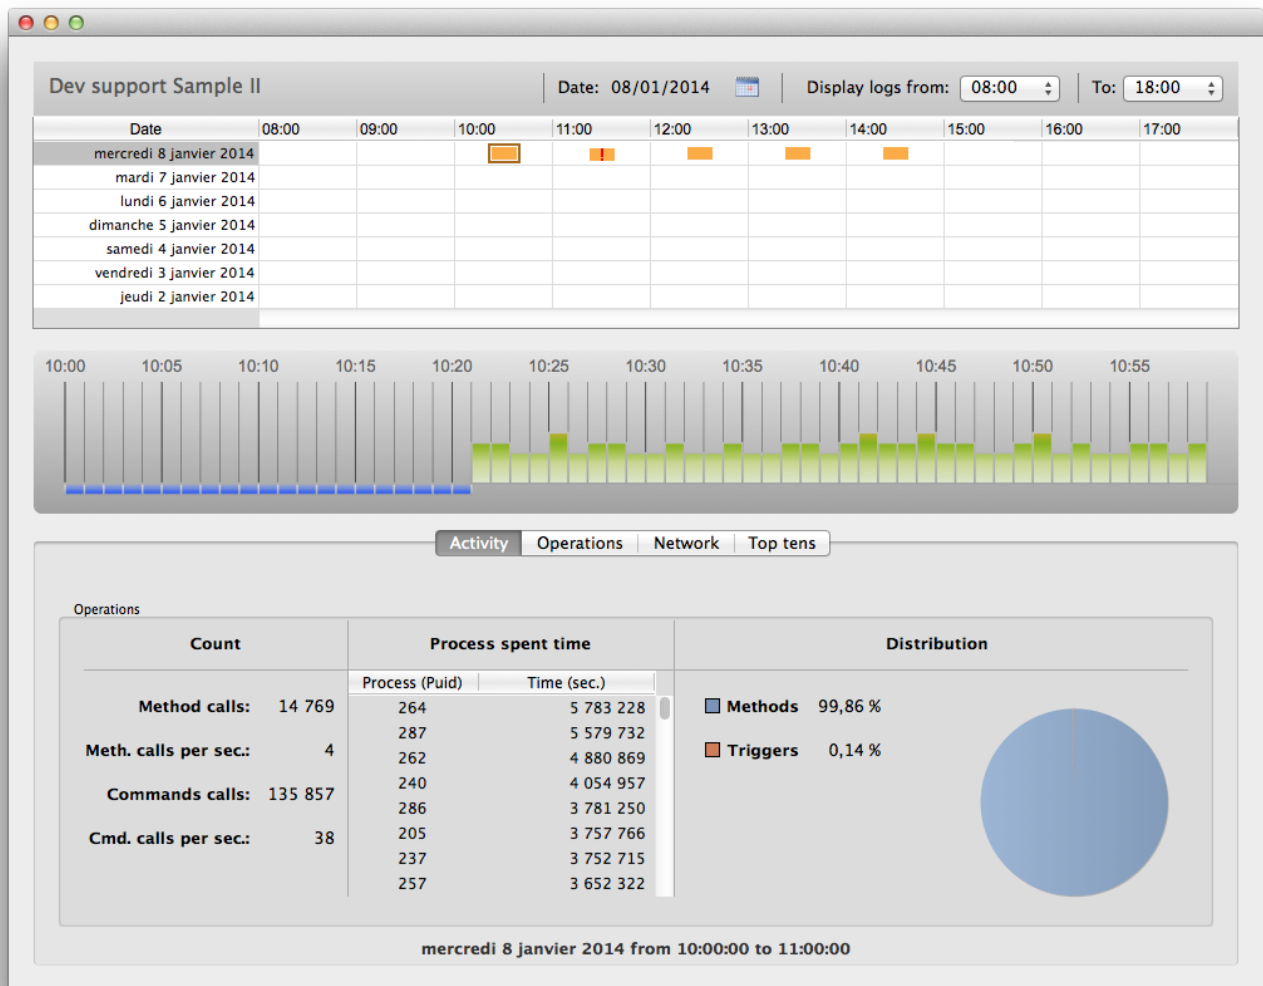 Dev support Sample II
Date: 08/01/2014
Display logs from: 08:00
To: 18:00
Date 08:00 09:00 10:00 11:00 12:00 13:00 14:00 15:00 16:00 17:00
mercredi 8 janvier 2014 !
mardi 7 janvier 2014
lundi 6 janvier 2014
dimanche 5 janvier 2014
samedi 4 janvier 2014
vendredi 3 janvier 2014
jeudi 2 janvier 2014
10:00 10:05 10:10 10:15 10:20 10:25 10:30 10:35 10:40 10:45 10:50 10:55
Activity Operations Network Top tens
Operations
Count
Method calls: 14 769
Meth. calls per sec.: 4
Commands calls: 135 857
Cmd. calls per sec.: 38
Process spent time
Process (Puid) Time (sec.)
264 5 783 228
287 5 579 732
262 4 880 869
240 4 054 957
286 3 781 250
205 3 757 766
237 3 752 715
257 3 652 322
Distribution
Methods 99,86 %
Triggers 0,14 %
mercredi 8 janvier 2014 from 10:00:00 to 11:00:00